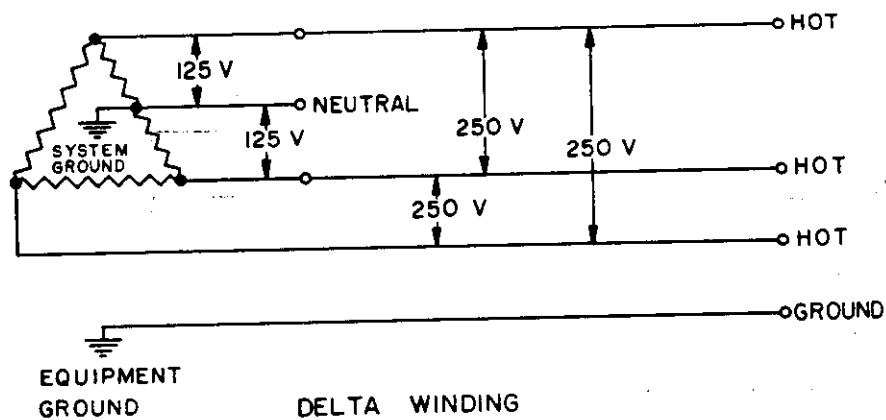 HOT
125 V
NEUTRAL
125 V
250 V
250 V
SYSTEM
GROUND
HOT
250 V
HOT
GROUND
EQUIPMENT
GROUND
DELTA WINDING